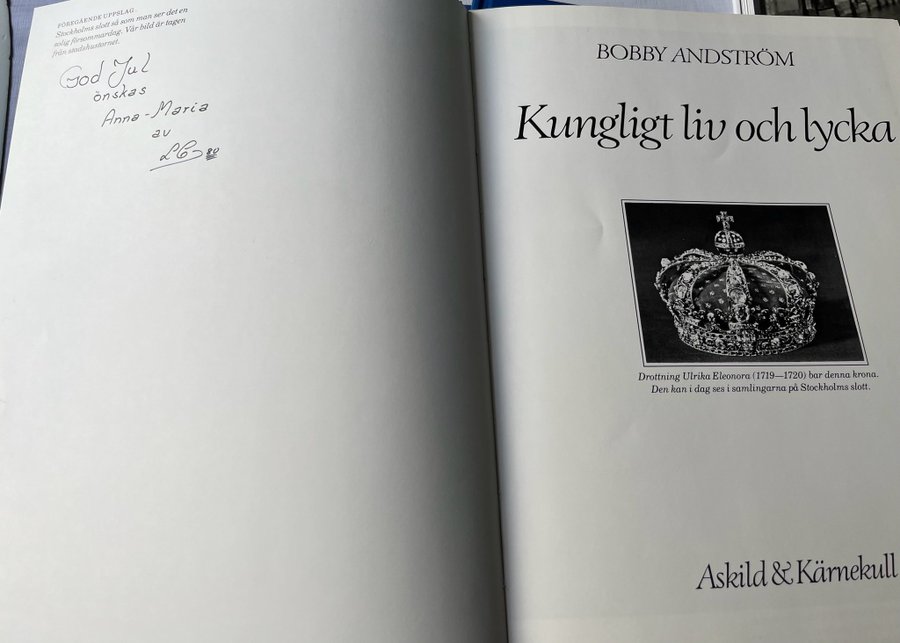 FÖREGÅENDE UPPSLAG.
Stockholms slott så som man ser det en
solig försommardag. Vår bild är tagen
från stadshustornet.
God Jul
önskas
Anna-Maria
av
BOBBY ANDSTRÖM
Kungligt liv och lycka
Drottning Ulrika Eleonora (1719—1720) bar denna krona.
Den kan i dag ses i samlingarna på Stockholms slott.
Askild & Kärnekull